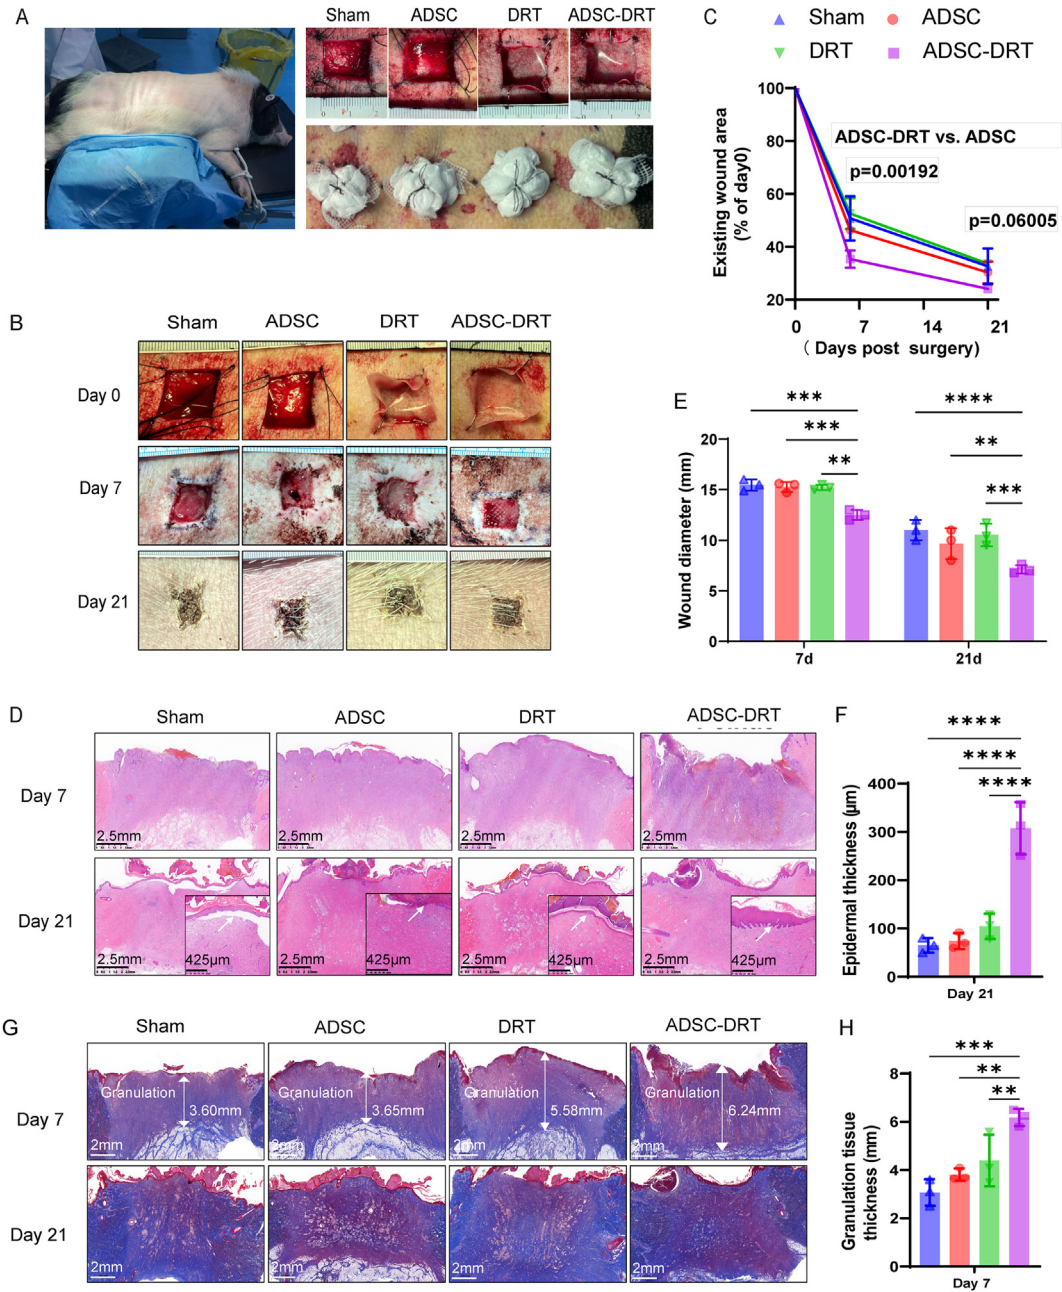 A
Sham ADSC DRT ADSC-DRT
0 1 2
C
Sham ADSC
DRT ADSC-DRT
Existing wound area
(% of day0)
100
80
60
40
20
0 7 14 21
( Days post surgery)
ADSC-DRT vs. ADSC
p=0.00192
p=0.06005
B
Sham ADSC DRT ADSC-DRT
Day 0
Day 7
Day 21
E
Wound diameter (mm)
20
15
10
5
0
*** ****
*** **
** ***
7d 21d
D
Sham ADSC DRT ADSC-DRT
Day 7
2.5mm 2.5mm 2.5mm 2.5mm
Day 21
2.5mm 425μm 2.5mm 425μm 2.5mm 425μm 2.5mm 425μm
F
Epidermal thickness (μm)
400
300
200
100
0
****
****
****
Day 21
G
Sham ADSC DRT ADSC-DRT
Day 7
Granulation Granulation Granulation Granulation
3.60mm 3.65mm 5.58mm 6.24mm
2mm 2mm 2mm 2mm
Day 21
2mm 2mm 2mm 2mm
H
Granulation tissue
thickness (mm)
8
6
4
2
0
***
**
**
Day 7